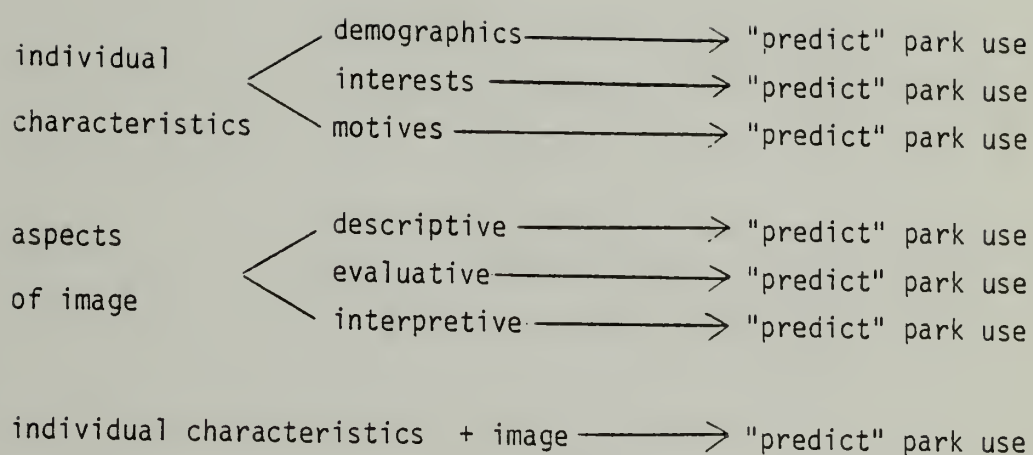 demographics "predict" park use
individual
interests "predict" park use
characteristics
motives "predict" park use
descriptive "predict" park use
aspects
evaluative "predict" park use
of image
interpretive "predict" park use
individual characteristics + image "predict" park use